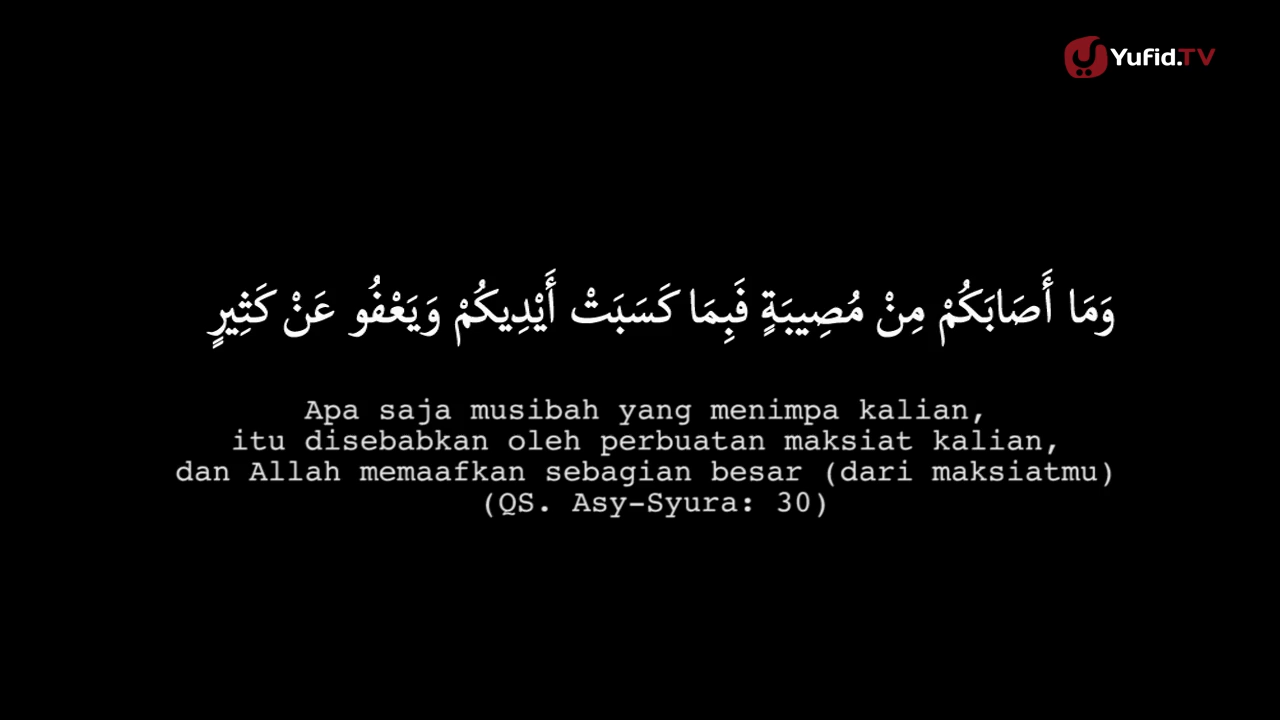 Yufid.TV
وَمَا أَصَابَكُمْ مِنْ مُصِيبَةٍ فَبِمَا كَسَبَتْ أَيْدِيكُمْ وَيَعْفُو عَنْ كَثِيرٍ
Apa saja musibah yang menimpa kalian,
itu disebabkan oleh perbuatan maksiat kalian,
dan Allah memaafkan sebagian besar (dari maksiatmu)
(QS. Asy-Syura: 30)